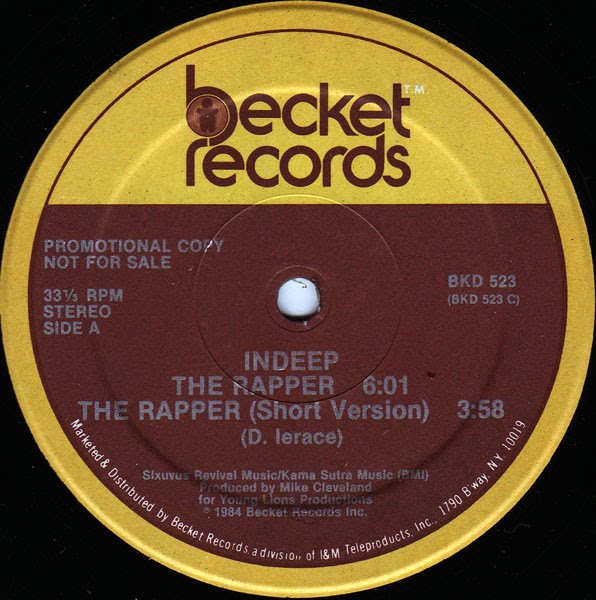 becket T.M.
records
PROMOTIONAL COPY
NOT FOR SALE
33⅓ RPM
STEREO
SIDE A
BKD 523
(BKD 523 C)
INDEEP
THE RAPPER 6:01
THE RAPPER (Short Version) 3:58
(D. Ierace)
Sixuvus Revival Music/Kama Sutra Music (BMI)
Produced by Mike Cleveland
for Young Lions Productions
℗ 1984 Becket Records Inc.
Marketed & Distributed by Becket Records, a division of I&M Teleproducts, Inc., 1790 B'way, N.Y. 10019